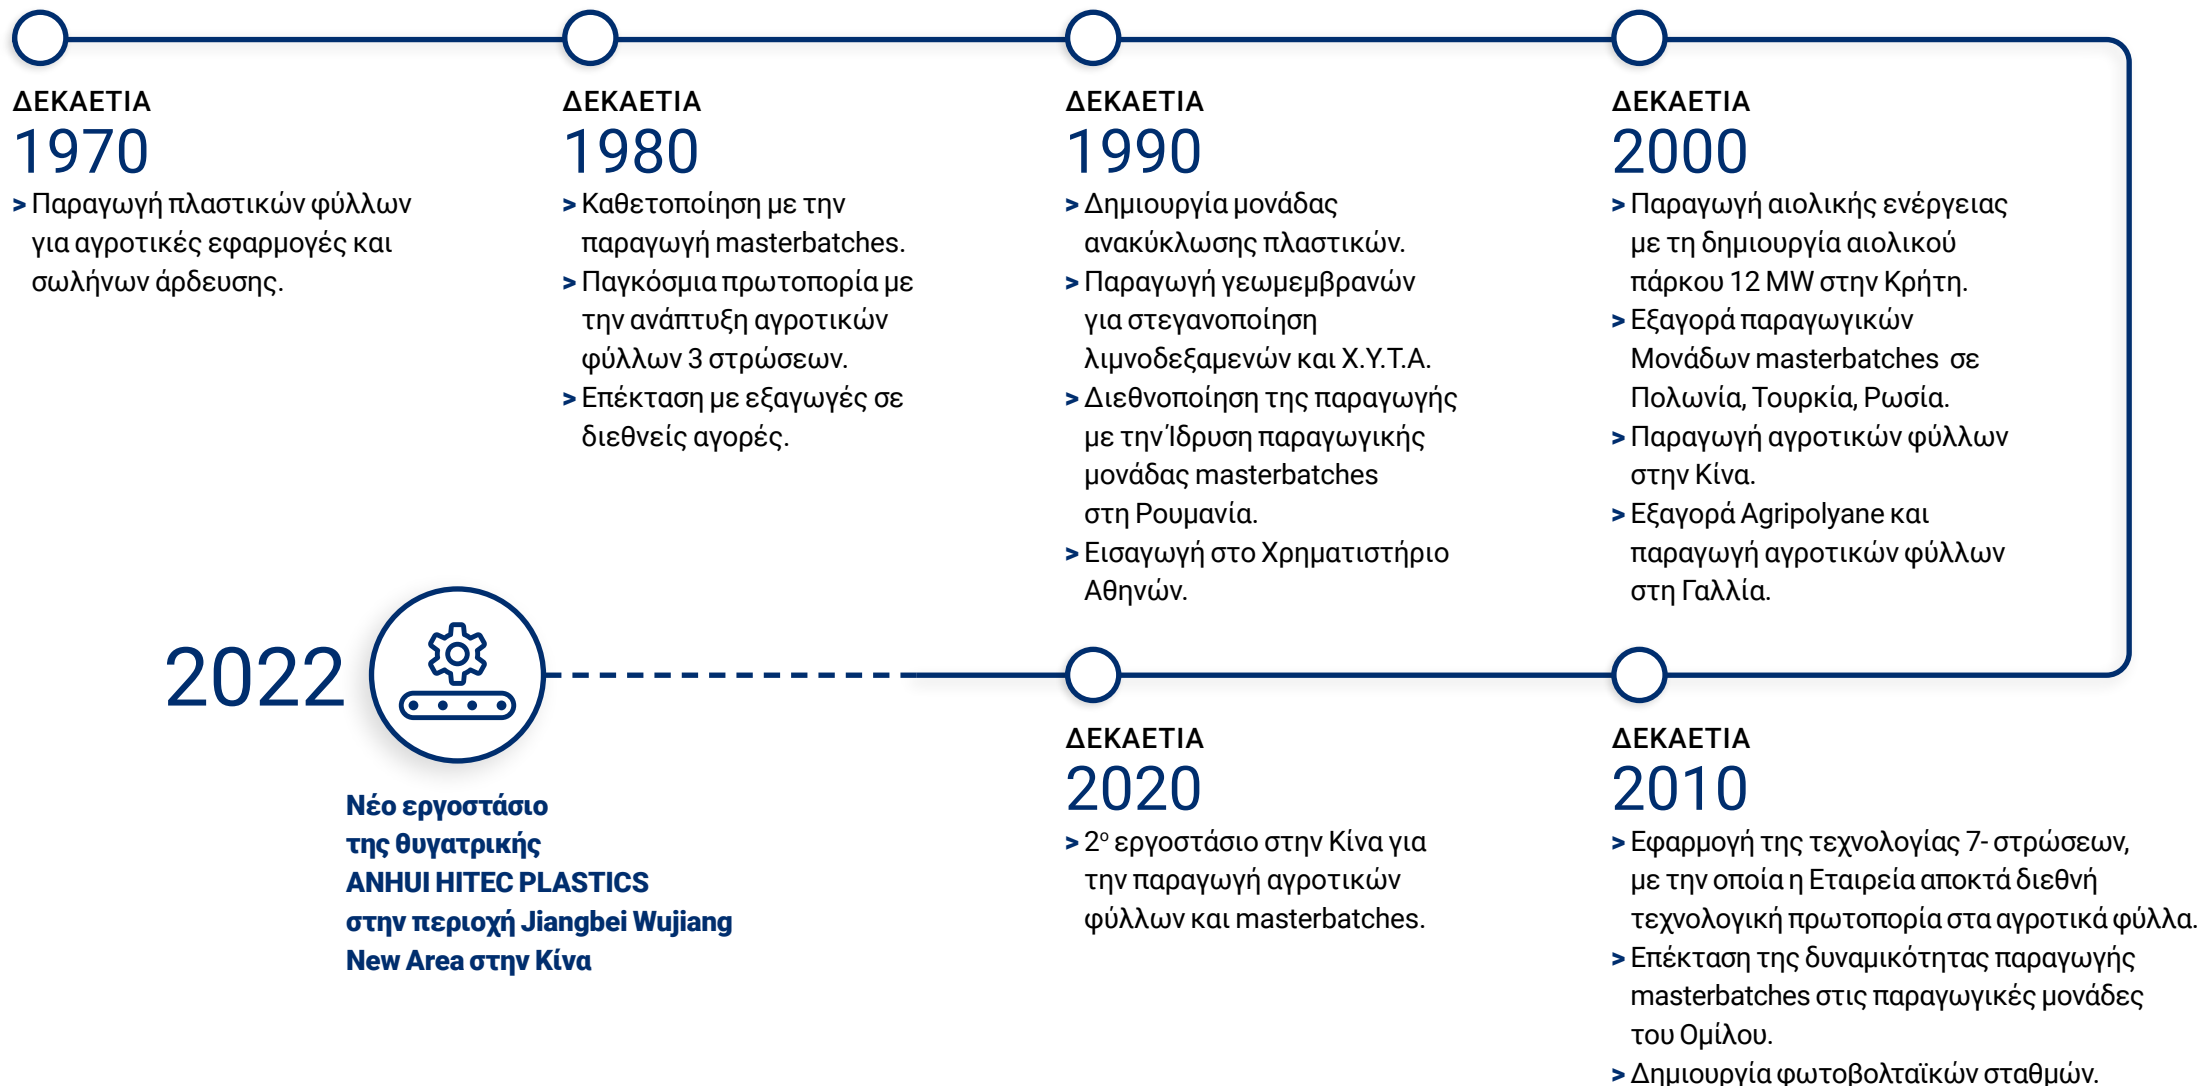 ΔΕΚΑΕΤΙΑ
1970
> Παραγωγή πλαστικών φύλλων
για αγροτικές εφαρμογές και
σωλήνων άρδευσης.
ΔΕΚΑΕΤΙΑ
1980
> Καθετοποίηση με την
παραγωγή masterbatches.
> Παγκόσμια πρωτοπορία με
την ανάπτυξη αγροτικών
φύλλων 3 στρώσεων.
> Επέκταση με εξαγωγές σε
διεθνείς αγορές.
ΔΕΚΑΕΤΙΑ
1990
> Δημιουργία μονάδας
ανακύκλωσης πλαστικών.
> Παραγωγή γεωμεμβρανών
για στεγανοποίηση
λιμνοδεξαμενών και Χ.Υ.Τ.Α.
> Διεθνοποίηση της παραγωγής
με την Ίδρυση παραγωγικής
μονάδας masterbatches
στη Ρουμανία.
> Εισαγωγή στο Χρηματιστήριο
Αθηνών.
ΔΕΚΑΕΤΙΑ
2000
> Παραγωγή αιολικής ενέργειας
με τη δημιουργία αιολικού
πάρκου 12 MW στην Κρήτη.
> Εξαγορά παραγωγικών
Μονάδων masterbatches σε
Πολωνία, Τουρκία, Ρωσία.
> Παραγωγή αγροτικών φύλλων
στην Κίνα.
> Εξαγορά Agripolyane και
παραγωγή αγροτικών φύλλων
στη Γαλλία.
ΔΕΚΑΕΤΙΑ
2010
> Εφαρμογή της τεχνολογίας 7- στρώσεων,
με την οποία η Εταιρεία αποκτά διεθνή
τεχνολογική πρωτοπορία στα αγροτικά φύλλα.
> Επέκταση της δυναμικότητας παραγωγής
masterbatches στις παραγωγικές μονάδες
του Ομίλου.
> Δημιουργία φωτοβολταϊκών σταθμών.
ΔΕΚΑΕΤΙΑ
2020
> 2ο εργοστάσιο στην Κίνα για
την παραγωγή αγροτικών
φύλλων και masterbatches.
2022
Νέο εργοστάσιο
της θυγατρικής
ANHUI HITEC PLASTICS
στην περιοχή Jiangbei Wujiang
New Area στην Κίνα